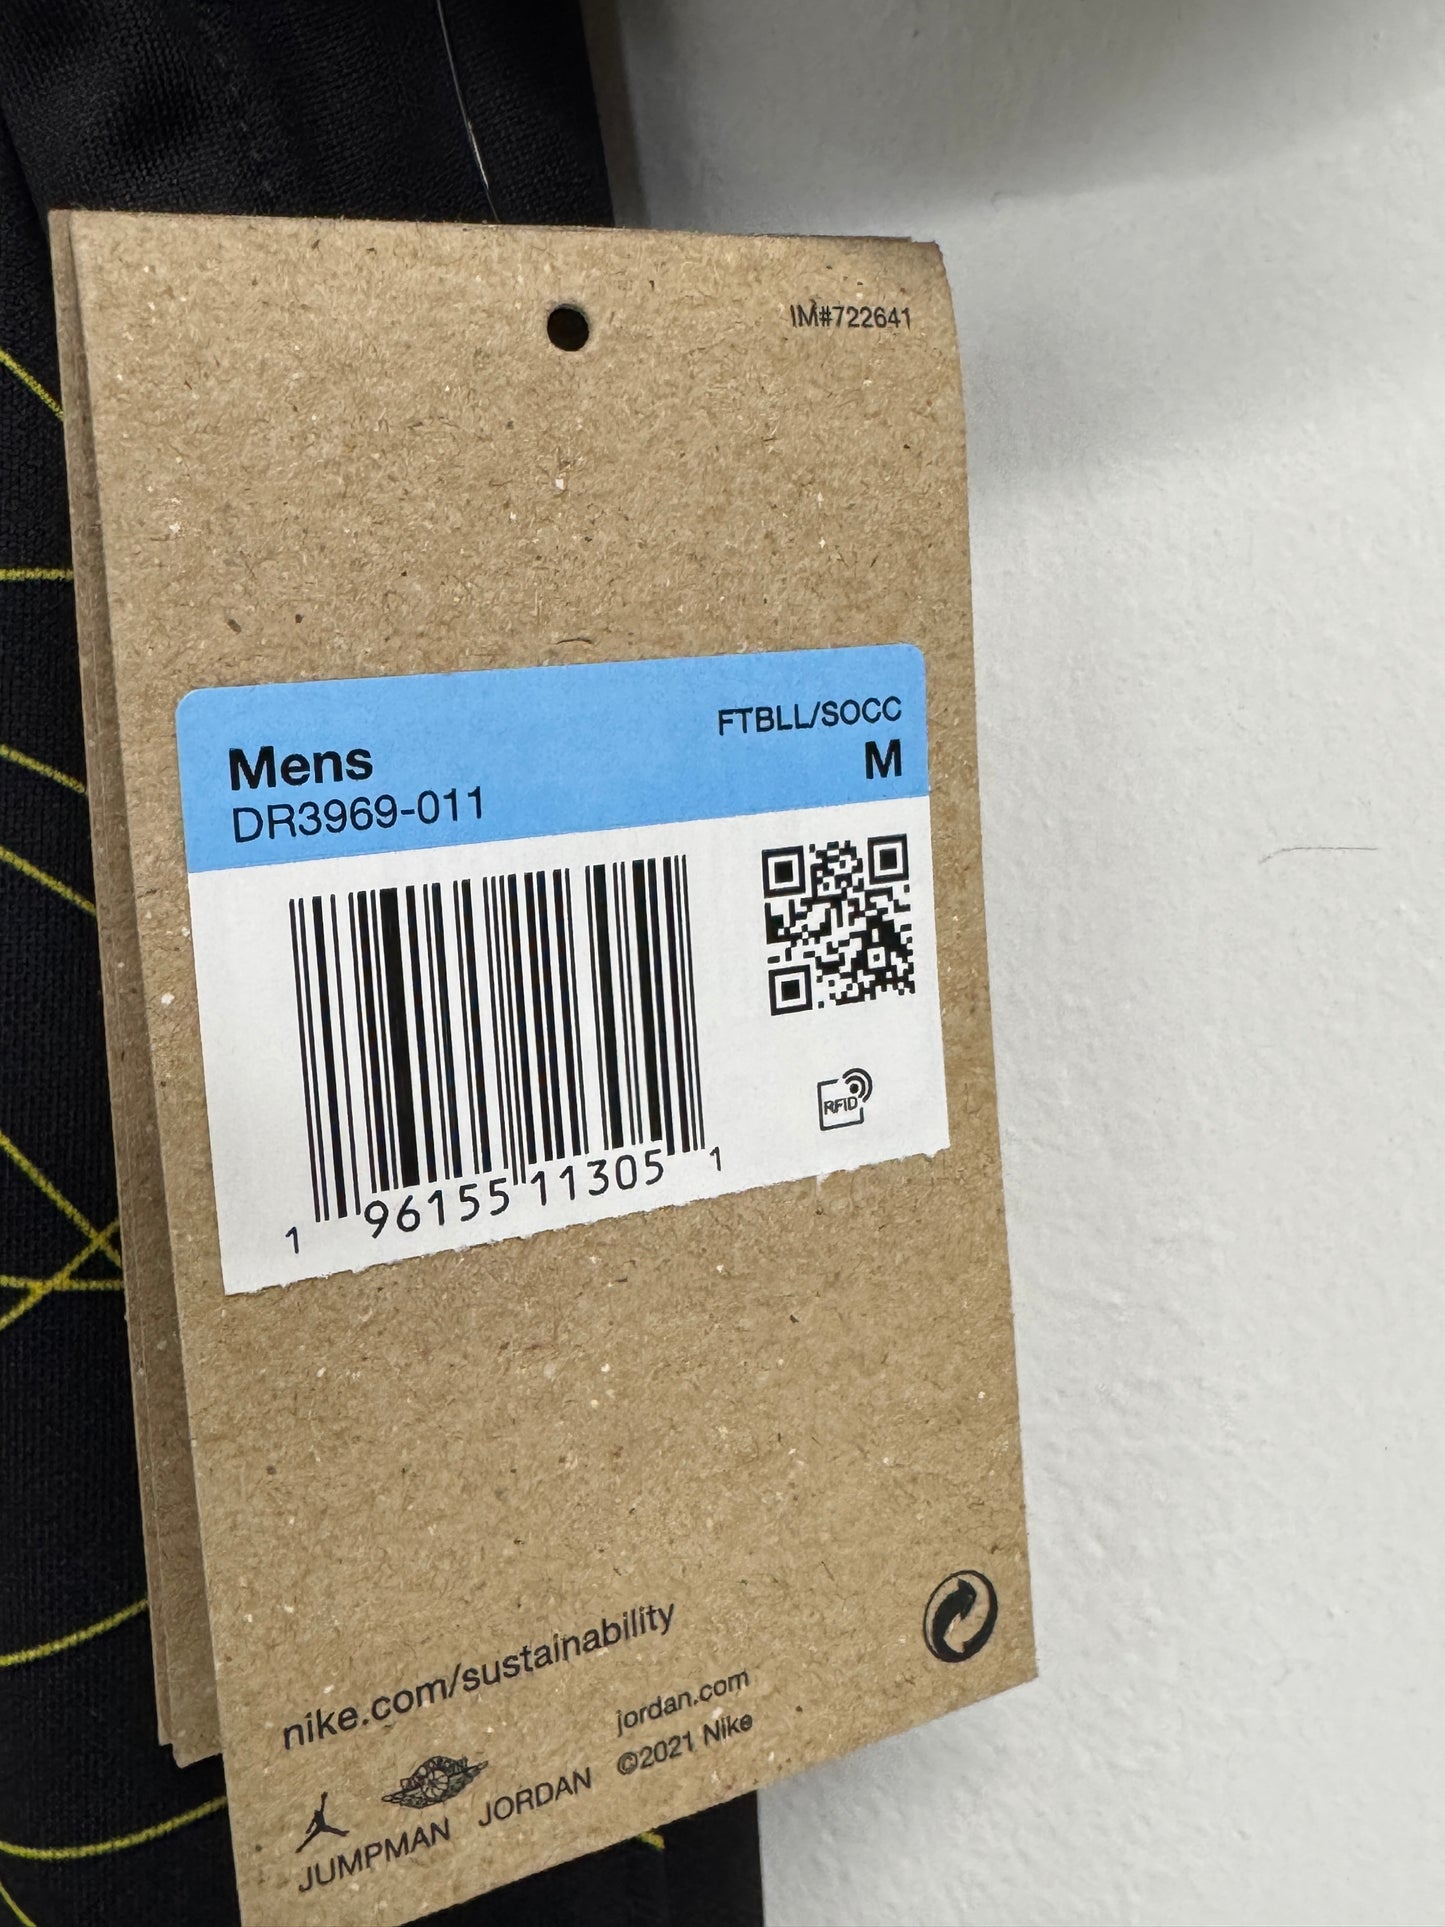 IM#722641
FTBLL/SOCC
Mens M
DR3969-011
RFID
1 96155 11305 1
nike.com/sustainability
jordan.com
©2021 Nike
JUMPMAN JORDAN